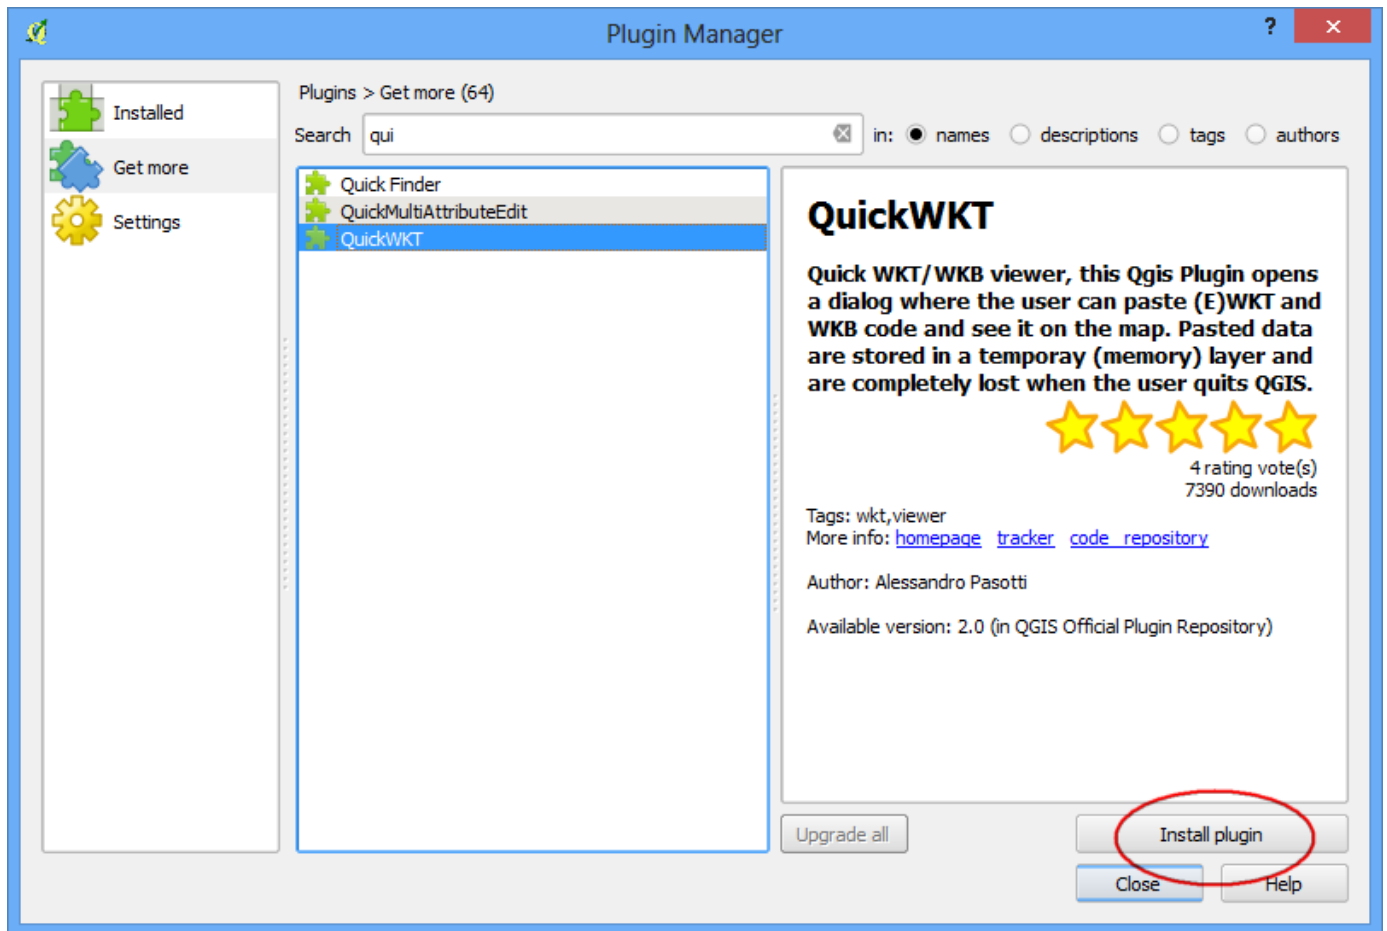 Plugin Manager
?
Installed
Get more
Settings
Plugins > Get more (64)
Search qui in: names descriptions tags authors
Quick Finder
QuickMultiAttributeEdit
QuickWKT
QuickWKT
Quick WKT/WKB viewer, this Qgis Plugin opens
a dialog where the user can paste (E)WKT and
WKB code and see it on the map. Pasted data
are stored in a temporay (memory) layer and
are completely lost when the user quits QGIS.
4 rating vote(s)
7390 downloads
Tags: wkt,viewer
More info: homepage tracker code repository
Author: Alessandro Pasotti
Available version: 2.0 (in QGIS Official Plugin Repository)
Upgrade all Install plugin
Close Help